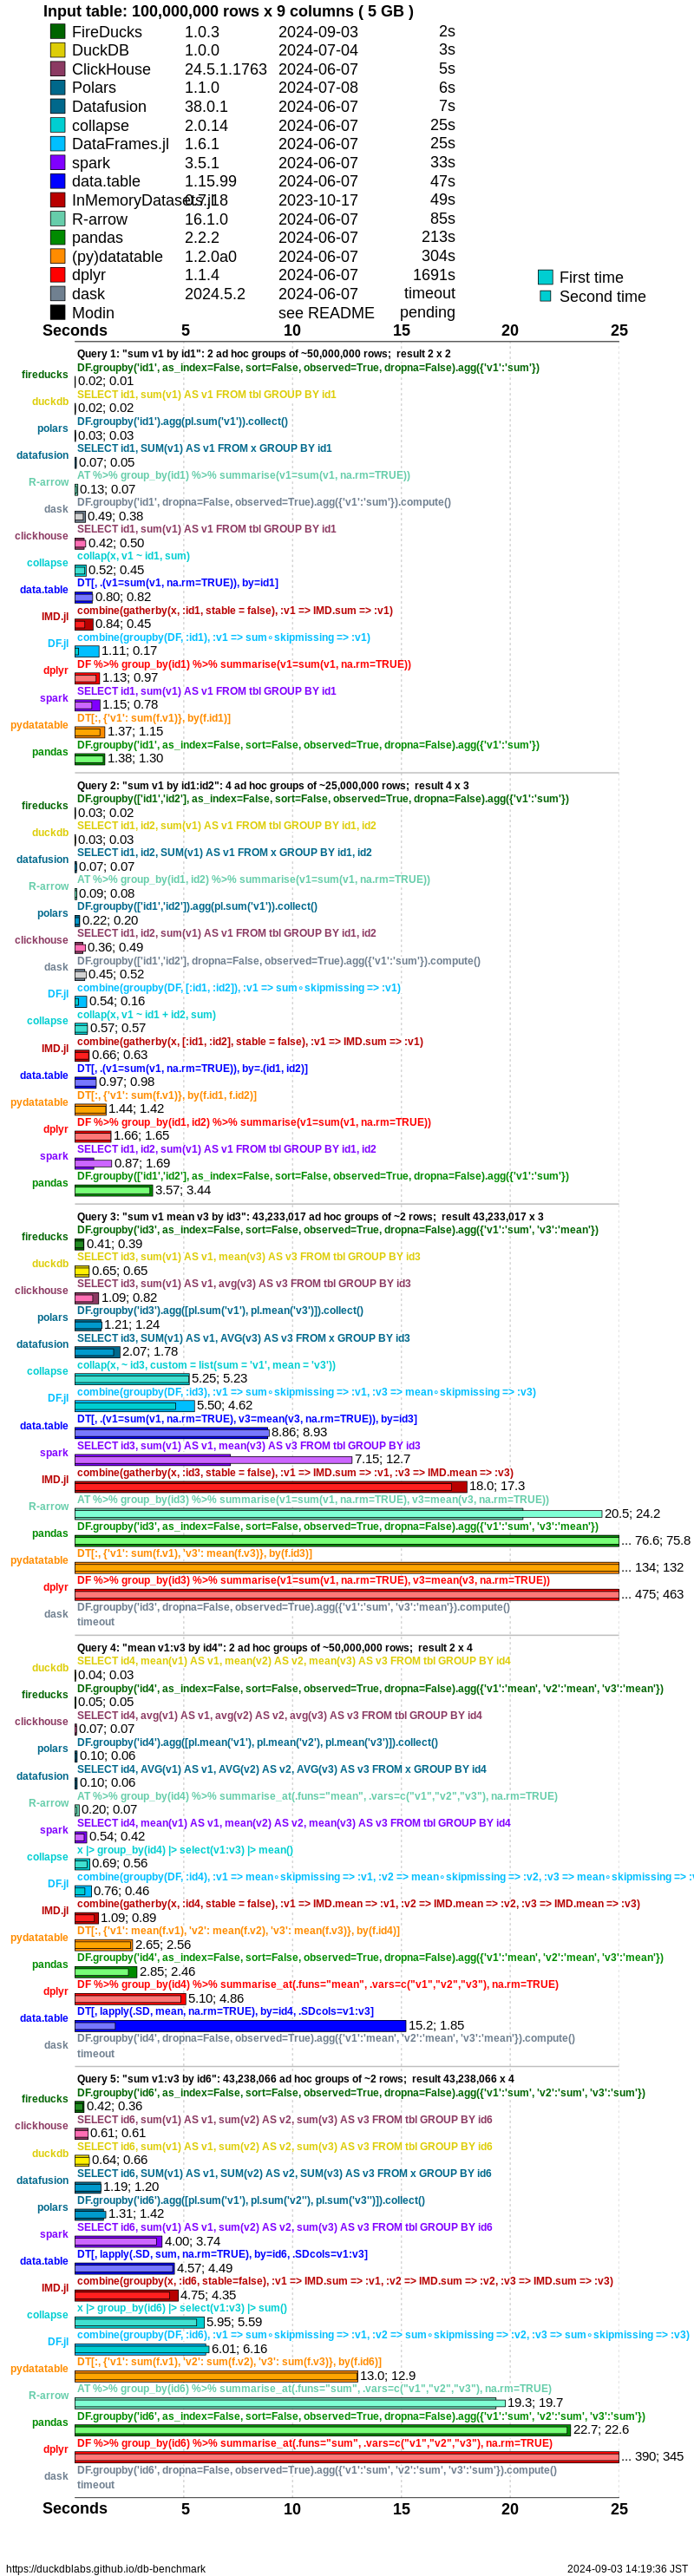 Input table: 100,000,000 rows x 9 columns ( 5 GB )
FireDucks 1.0.3 2024-09-03 2s
DuckDB 1.0.0 2024-07-04 3s
ClickHouse 24.5.1.1763 2024-06-07 5s
Polars 1.1.0 2024-07-08 6s
Datafusion 38.0.1 2024-06-07 7s
collapse 2.0.14 2024-06-07 25s
DataFrames.jl 1.6.1 2024-06-07 25s
spark 3.5.1 2024-06-07 33s
data.table 1.15.99 2024-06-07 47s
InMemoryDatasets.jl 0.7.18 2023-10-17 49s
R-arrow 16.1.0 2024-06-07 85s
pandas 2.2.2 2024-06-07 213s
(py)datatable 1.2.0a0 2024-06-07 304s
dplyr 1.1.4 2024-06-07 1691s
dask 2024.5.2 2024-06-07 timeout
Modin see README pending
First time
Second time
Seconds 5 10 15 20 25
Query 1: "sum v1 by id1": 2 ad hoc groups of ~50,000,000 rows; result 2 x 2
DF.groupby('id1', as_index=False, sort=False, observed=True, dropna=False).agg({'v1':'sum'})
fireducks 0.02; 0.01
SELECT id1, sum(v1) AS v1 FROM tbl GROUP BY id1
duckdb 0.02; 0.02
DF.groupby('id1').agg(pl.sum('v1')).collect()
polars 0.03; 0.03
SELECT id1, SUM(v1) AS v1 FROM x GROUP BY id1
datafusion 0.07; 0.05
AT %>% group_by(id1) %>% summarise(v1=sum(v1, na.rm=TRUE))
R-arrow 0.13; 0.07
DF.groupby('id1', dropna=False, observed=True).agg({'v1':'sum'}).compute()
dask 0.49; 0.38
SELECT id1, sum(v1) AS v1 FROM tbl GROUP BY id1
clickhouse 0.42; 0.50
collap(x, v1 ~ id1, sum)
collapse 0.52; 0.45
DT[, .(v1=sum(v1, na.rm=TRUE)), by=id1]
data.table 0.80; 0.82
combine(gatherby(x, :id1, stable = false), :v1 => IMD.sum => :v1)
IMD.jl 0.84; 0.45
combine(groupby(DF, :id1), :v1 => sum∘skipmissing => :v1)
DF.jl 1.11; 0.17
DF %>% group_by(id1) %>% summarise(v1=sum(v1, na.rm=TRUE))
dplyr 1.13; 0.97
SELECT id1, sum(v1) AS v1 FROM tbl GROUP BY id1
spark 1.15; 0.78
DT[:, {'v1': sum(f.v1)}, by(f.id1)]
pydatatable 1.37; 1.15
DF.groupby('id1', as_index=False, sort=False, observed=True, dropna=False).agg({'v1':'sum'})
pandas 1.38; 1.30
Query 2: "sum v1 by id1:id2": 4 ad hoc groups of ~25,000,000 rows; result 4 x 3
DF.groupby(['id1','id2'], as_index=False, sort=False, observed=True, dropna=False).agg({'v1':'sum'})
fireducks 0.03; 0.02
SELECT id1, id2, sum(v1) AS v1 FROM tbl GROUP BY id1, id2
duckdb 0.03; 0.03
SELECT id1, id2, SUM(v1) AS v1 FROM x GROUP BY id1, id2
datafusion 0.07; 0.07
AT %>% group_by(id1, id2) %>% summarise(v1=sum(v1, na.rm=TRUE))
R-arrow 0.09; 0.08
DF.groupby(['id1','id2']).agg(pl.sum('v1')).collect()
polars 0.22; 0.20
SELECT id1, id2, sum(v1) AS v1 FROM tbl GROUP BY id1, id2
clickhouse 0.36; 0.49
DF.groupby(['id1','id2'], dropna=False, observed=True).agg({'v1':'sum'}).compute()
dask 0.45; 0.52
combine(groupby(DF, [:id1, :id2]), :v1 => sum∘skipmissing => :v1)
DF.jl 0.54; 0.16
collap(x, v1 ~ id1 + id2, sum)
collapse 0.57; 0.57
combine(gatherby(x, [:id1, :id2], stable = false), :v1 => IMD.sum => :v1)
IMD.jl 0.66; 0.63
DT[, .(v1=sum(v1, na.rm=TRUE)), by=.(id1, id2)]
data.table 0.97; 0.98
DT[:, {'v1': sum(f.v1)}, by(f.id1, f.id2)]
pydatatable 1.44; 1.42
DF %>% group_by(id1, id2) %>% summarise(v1=sum(v1, na.rm=TRUE))
dplyr 1.66; 1.65
SELECT id1, id2, sum(v1) AS v1 FROM tbl GROUP BY id1, id2
spark 0.87; 1.69
DF.groupby(['id1','id2'], as_index=False, sort=False, observed=True, dropna=False).agg({'v1':'sum'})
pandas 3.57; 3.44
Query 3: "sum v1 mean v3 by id3": 43,233,017 ad hoc groups of ~2 rows; result 43,233,017 x 3
DF.groupby('id3', as_index=False, sort=False, observed=True, dropna=False).agg({'v1':'sum', 'v3':'mean'})
fireducks 0.41; 0.39
SELECT id3, sum(v1) AS v1, mean(v3) AS v3 FROM tbl GROUP BY id3
duckdb 0.65; 0.65
SELECT id3, sum(v1) AS v1, avg(v3) AS v3 FROM tbl GROUP BY id3
clickhouse 1.09; 0.82
DF.groupby('id3').agg([pl.sum('v1'), pl.mean('v3')]).collect()
polars 1.21; 1.24
SELECT id3, SUM(v1) AS v1, AVG(v3) AS v3 FROM x GROUP BY id3
datafusion 2.07; 1.78
collap(x, ~ id3, custom = list(sum = 'v1', mean = 'v3'))
collapse 5.25; 5.23
combine(groupby(DF, :id3), :v1 => sum∘skipmissing => :v1, :v3 => mean∘skipmissing => :v3)
DF.jl 5.50; 4.62
DT[, .(v1=sum(v1, na.rm=TRUE), v3=mean(v3, na.rm=TRUE)), by=id3]
data.table 8.86; 8.93
SELECT id3, sum(v1) AS v1, mean(v3) AS v3 FROM tbl GROUP BY id3
spark 7.15; 12.7
combine(gatherby(x, :id3, stable = false), :v1 => IMD.sum => :v1, :v3 => IMD.mean => :v3)
IMD.jl 18.0; 17.3
AT %>% group_by(id3) %>% summarise(v1=sum(v1, na.rm=TRUE), v3=mean(v3, na.rm=TRUE))
R-arrow 20.5; 24.2
DF.groupby('id3', as_index=False, sort=False, observed=True, dropna=False).agg({'v1':'sum', 'v3':'mean'})
pandas ... 76.6; 75.8
DT[:, {'v1': sum(f.v1), 'v3': mean(f.v3)}, by(f.id3)]
pydatatable ... 134; 132
DF %>% group_by(id3) %>% summarise(v1=sum(v1, na.rm=TRUE), v3=mean(v3, na.rm=TRUE))
dplyr ... 475; 463
DF.groupby('id3', dropna=False, observed=True).agg({'v1':'sum', 'v3':'mean'}).compute()
dask timeout
Query 4: "mean v1:v3 by id4": 2 ad hoc groups of ~50,000,000 rows; result 2 x 4
SELECT id4, mean(v1) AS v1, mean(v2) AS v2, mean(v3) AS v3 FROM tbl GROUP BY id4
duckdb 0.04; 0.03
DF.groupby('id4', as_index=False, sort=False, observed=True, dropna=False).agg({'v1':'mean', 'v2':'mean', 'v3':'mean'})
fireducks 0.05; 0.05
SELECT id4, avg(v1) AS v1, avg(v2) AS v2, avg(v3) AS v3 FROM tbl GROUP BY id4
clickhouse 0.07; 0.07
DF.groupby('id4').agg([pl.mean('v1'), pl.mean('v2'), pl.mean('v3')]).collect()
polars 0.10; 0.06
SELECT id4, AVG(v1) AS v1, AVG(v2) AS v2, AVG(v3) AS v3 FROM x GROUP BY id4
datafusion 0.10; 0.06
AT %>% group_by(id4) %>% summarise_at(.funs="mean", .vars=c("v1","v2","v3"), na.rm=TRUE)
R-arrow 0.20; 0.07
SELECT id4, mean(v1) AS v1, mean(v2) AS v2, mean(v3) AS v3 FROM tbl GROUP BY id4
spark 0.54; 0.42
x |> group_by(id4) |> select(v1:v3) |> mean()
collapse 0.69; 0.56
combine(groupby(DF, :id4), :v1 => mean∘skipmissing => :v1, :v2 => mean∘skipmissing => :v2, :v3 => mean∘skipmissing => :v
DF.jl 0.76; 0.46
combine(gatherby(x, :id4, stable = false), :v1 => IMD.mean => :v1, :v2 => IMD.mean => :v2, :v3 => IMD.mean => :v3)
IMD.jl 1.09; 0.89
DT[:, {'v1': mean(f.v1), 'v2': mean(f.v2), 'v3': mean(f.v3)}, by(f.id4)]
pydatatable 2.65; 2.56
DF.groupby('id4', as_index=False, sort=False, observed=True, dropna=False).agg({'v1':'mean', 'v2':'mean', 'v3':'mean'})
pandas 2.85; 2.46
DF %>% group_by(id4) %>% summarise_at(.funs="mean", .vars=c("v1","v2","v3"), na.rm=TRUE)
dplyr 5.10; 4.86
DT[, lapply(.SD, mean, na.rm=TRUE), by=id4, .SDcols=v1:v3]
data.table 15.2; 1.85
DF.groupby('id4', dropna=False, observed=True).agg({'v1':'mean', 'v2':'mean', 'v3':'mean'}).compute()
dask timeout
Query 5: "sum v1:v3 by id6": 43,238,066 ad hoc groups of ~2 rows; result 43,238,066 x 4
DF.groupby('id6', as_index=False, sort=False, observed=True, dropna=False).agg({'v1':'sum', 'v2':'sum', 'v3':'sum'})
fireducks 0.42; 0.36
SELECT id6, sum(v1) AS v1, sum(v2) AS v2, sum(v3) AS v3 FROM tbl GROUP BY id6
clickhouse 0.61; 0.61
SELECT id6, sum(v1) AS v1, sum(v2) AS v2, sum(v3) AS v3 FROM tbl GROUP BY id6
duckdb 0.64; 0.66
SELECT id6, SUM(v1) AS v1, SUM(v2) AS v2, SUM(v3) AS v3 FROM x GROUP BY id6
datafusion 1.19; 1.20
DF.groupby('id6').agg([pl.sum('v1'), pl.sum('v2''), pl.sum('v3'')]).collect()
polars 1.31; 1.42
SELECT id6, sum(v1) AS v1, sum(v2) AS v2, sum(v3) AS v3 FROM tbl GROUP BY id6
spark 4.00; 3.74
DT[, lapply(.SD, sum, na.rm=TRUE), by=id6, .SDcols=v1:v3]
data.table 4.57; 4.49
combine(groupby(x, :id6, stable=false), :v1 => IMD.sum => :v1, :v2 => IMD.sum => :v2, :v3 => IMD.sum => :v3)
IMD.jl 4.75; 4.35
x |> group_by(id6) |> select(v1:v3) |> sum()
collapse 5.95; 5.59
combine(groupby(DF, :id6), :v1 => sum∘skipmissing => :v1, :v2 => sum∘skipmissing => :v2, :v3 => sum∘skipmissing => :v3)
DF.jl 6.01; 6.16
DT[:, {'v1': sum(f.v1), 'v2': sum(f.v2), 'v3': sum(f.v3)}, by(f.id6)]
pydatatable 13.0; 12.9
AT %>% group_by(id6) %>% summarise_at(.funs="sum", .vars=c("v1","v2","v3"), na.rm=TRUE)
R-arrow 19.3; 19.7
DF.groupby('id6', as_index=False, sort=False, observed=True, dropna=False).agg({'v1':'sum', 'v2':'sum', 'v3':'sum'})
pandas 22.7; 22.6
DF %>% group_by(id6) %>% summarise_at(.funs="sum", .vars=c("v1","v2","v3"), na.rm=TRUE)
dplyr ... 390; 345
DF.groupby('id6', dropna=False, observed=True).agg({'v1':'sum', 'v2':'sum', 'v3':'sum'}).compute()
dask timeout
Seconds 5 10 15 20 25
https://duckdblabs.github.io/db-benchmark 2024-09-03 14:19:36 JST